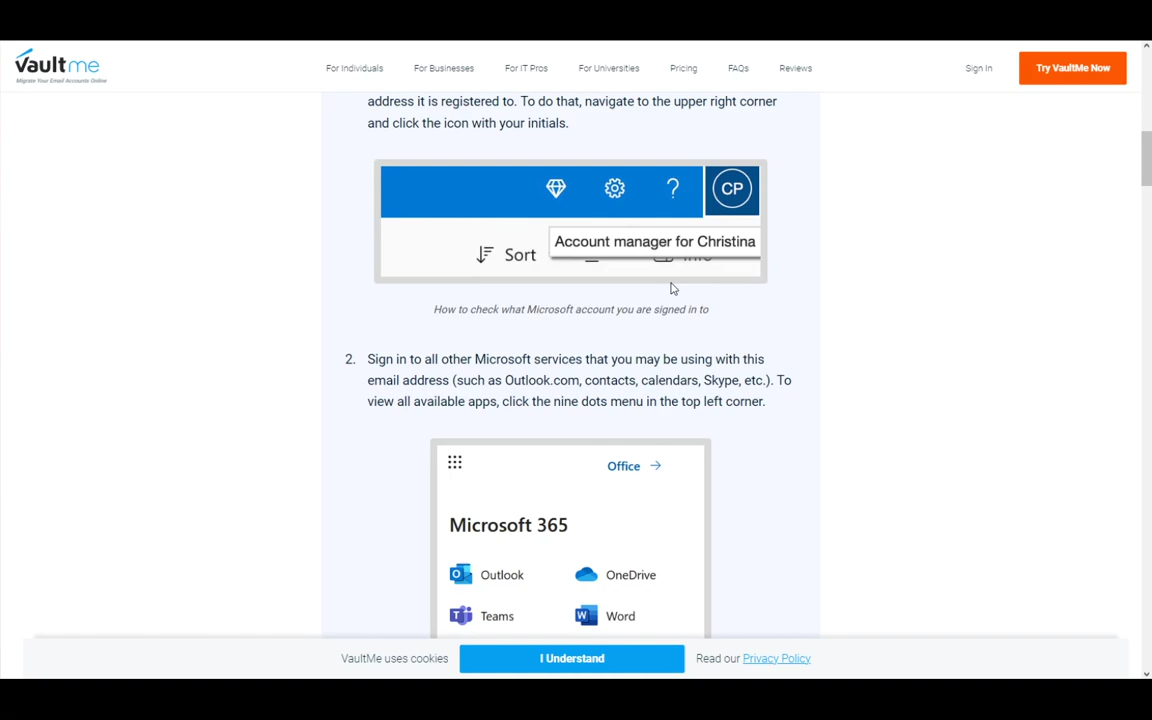 Vaultme
Migrate Your Email Accounts Online
For Individuals
For Businesses
For IT Pros
For Universities
Pricing
FAQs
Reviews
Sign In
Try VaultMe Now
address it is registered to. To do that, navigate to the upper right corner
and click the icon with your initials.
?
CP
Account manager for Christina
Sort
How to check what Microsoft account you are signed in to
2. Sign in to all other Microsoft services that you may be using with this
email address (such as Outlook.com, contacts, calendars, Skype, etc.). To
view all available apps, click the nine dots menu in the top left corner.
Office →
Microsoft 365
Outlook
OneDrive
Teams
Word
VaultMe uses cookies
I Understand
Read our Privacy Policy